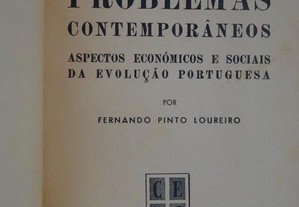 PROBLEMAS
CONTEMPORÂNEOS
ASPECTOS ECONÓMICOS E SOCIAIS
DA EVOLUÇÃO PORTUGUESA
POR
FERNANDO PINTO LOUREIRO
C E